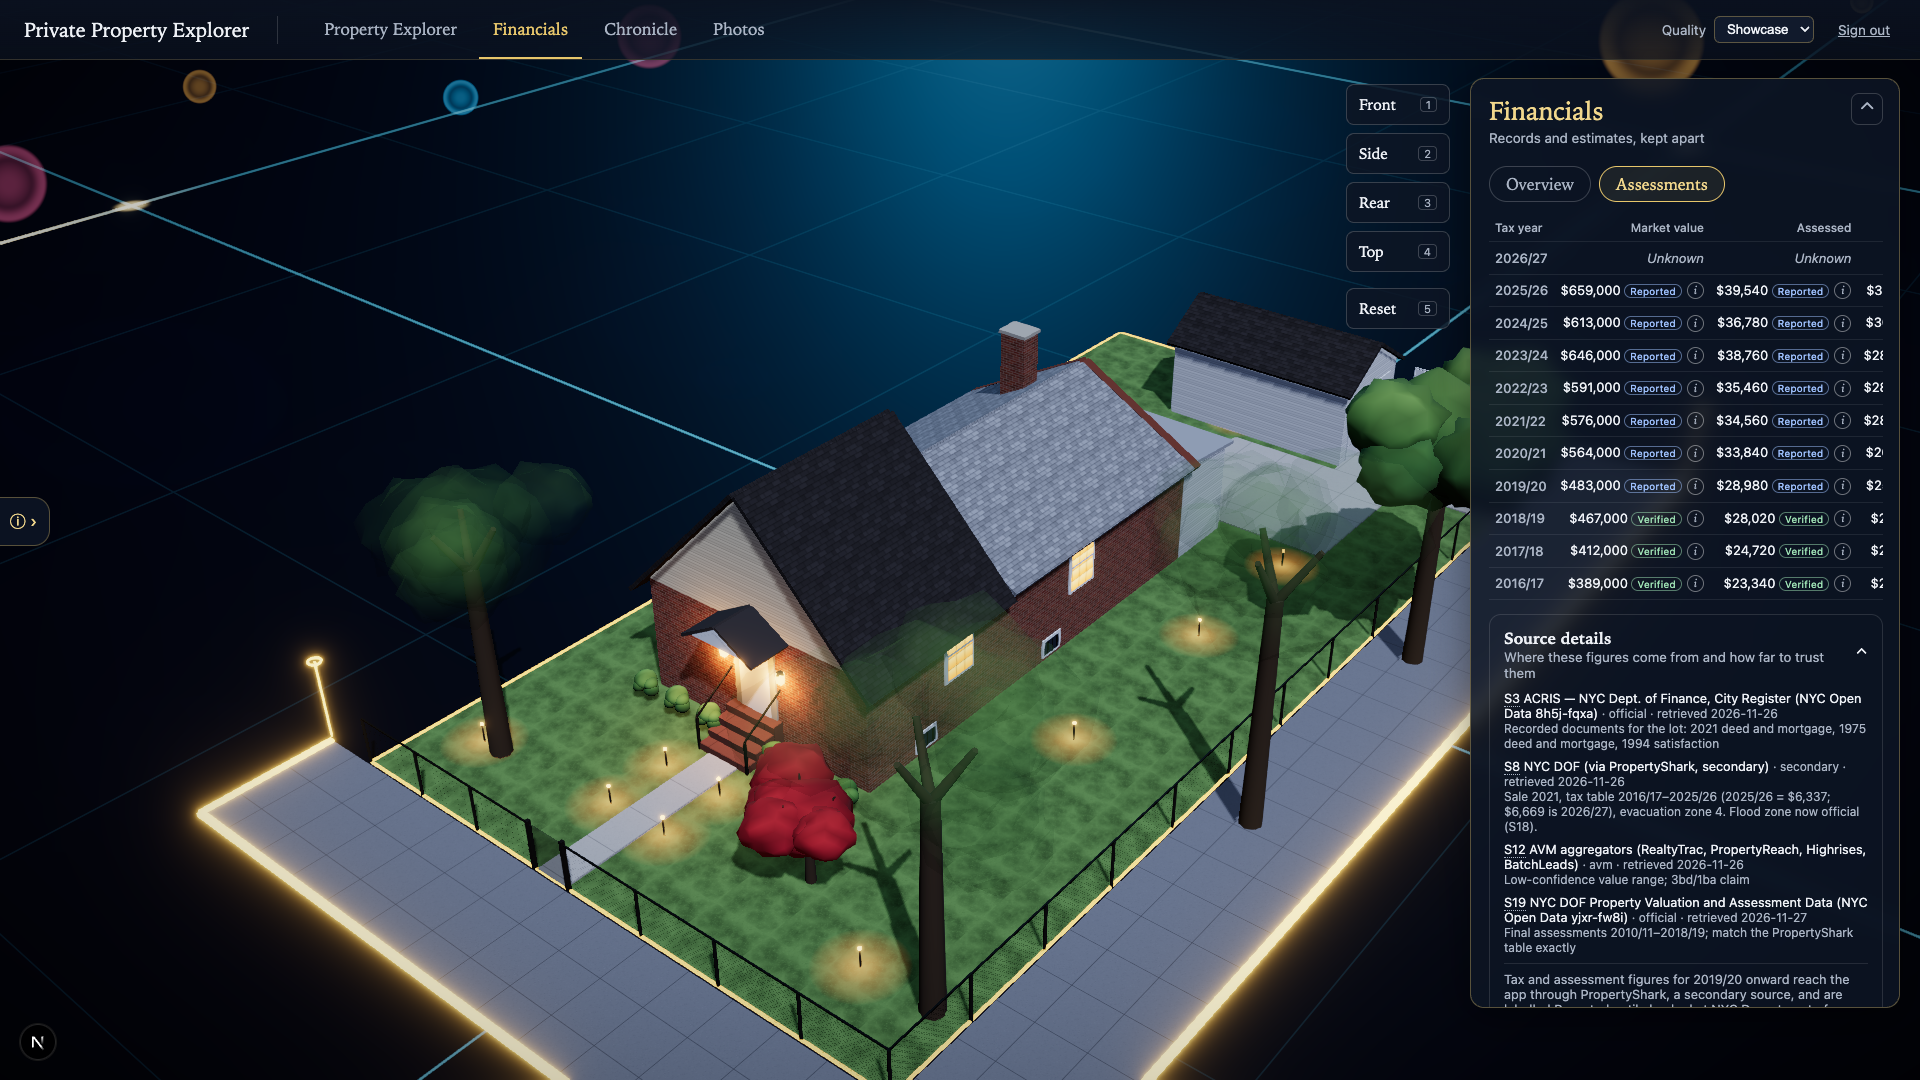 Private Property Explorer
Property Explorer
Financials
Chronicle
Photos
Quality
Showcase
Sign out
Front 1
Side 2
Rear 3
Top 4
Reset 5
Financials
Records and estimates, kept apart
Overview
Assessments
Tax year Market value Assessed
2026/27 Unknown Unknown
2025/26 $659,000 Reported i $39,540 Reported i $3
2024/25 $613,000 Reported i $36,780 Reported i
2023/24 $646,000 Reported i $38,760 Reported i $28
2022/23 $591,000 Reported i $35,460 Reported i $28
2021/22 $576,000 Reported i $34,560 Reported i $28
2020/21 $564,000 Reported i $33,840 Reported i
2019/20 $483,000 Reported i $28,980 Reported i $2
2018/19 $467,000 Verified i $28,020 Verified i $2
2017/18 $412,000 Verified i $24,720 Verified i $2
2016/17 $389,000 Verified i $23,340 Verified i $2
Source details
Where these figures come from and how far to trust
them
S3 ACRIS — NYC Dept. of Finance, City Register (NYC Open
Data 8h5j-fqxa) · official · retrieved 2026-11-26
Recorded documents for the lot: 2021 deed and mortgage, 1975
deed and mortgage, 1994 satisfaction
S8 NYC DOF (via PropertyShark, secondary) · secondary ·
retrieved 2026-11-26
Sale 2021, tax table 2016/17–2025/26 (2025/26 = $6,337;
$6,669 is 2026/27), evacuation zone 4. Flood zone now official
(S18).
S12 AVM aggregators (RealtyTrac, PropertyReach, Highrises,
BatchLeads) · avm · retrieved 2026-11-26
Low-confidence value range; 3bd/1ba claim
S19 NYC DOF Property Valuation and Assessment Data (NYC
Open Data yjxr-fw8i) · official · retrieved 2026-11-27
Final assessments 2010/11–2018/19; match the PropertyShark
table exactly
Tax and assessment figures for 2019/20 onward reach the
app through PropertyShark, a secondary source, and are
N